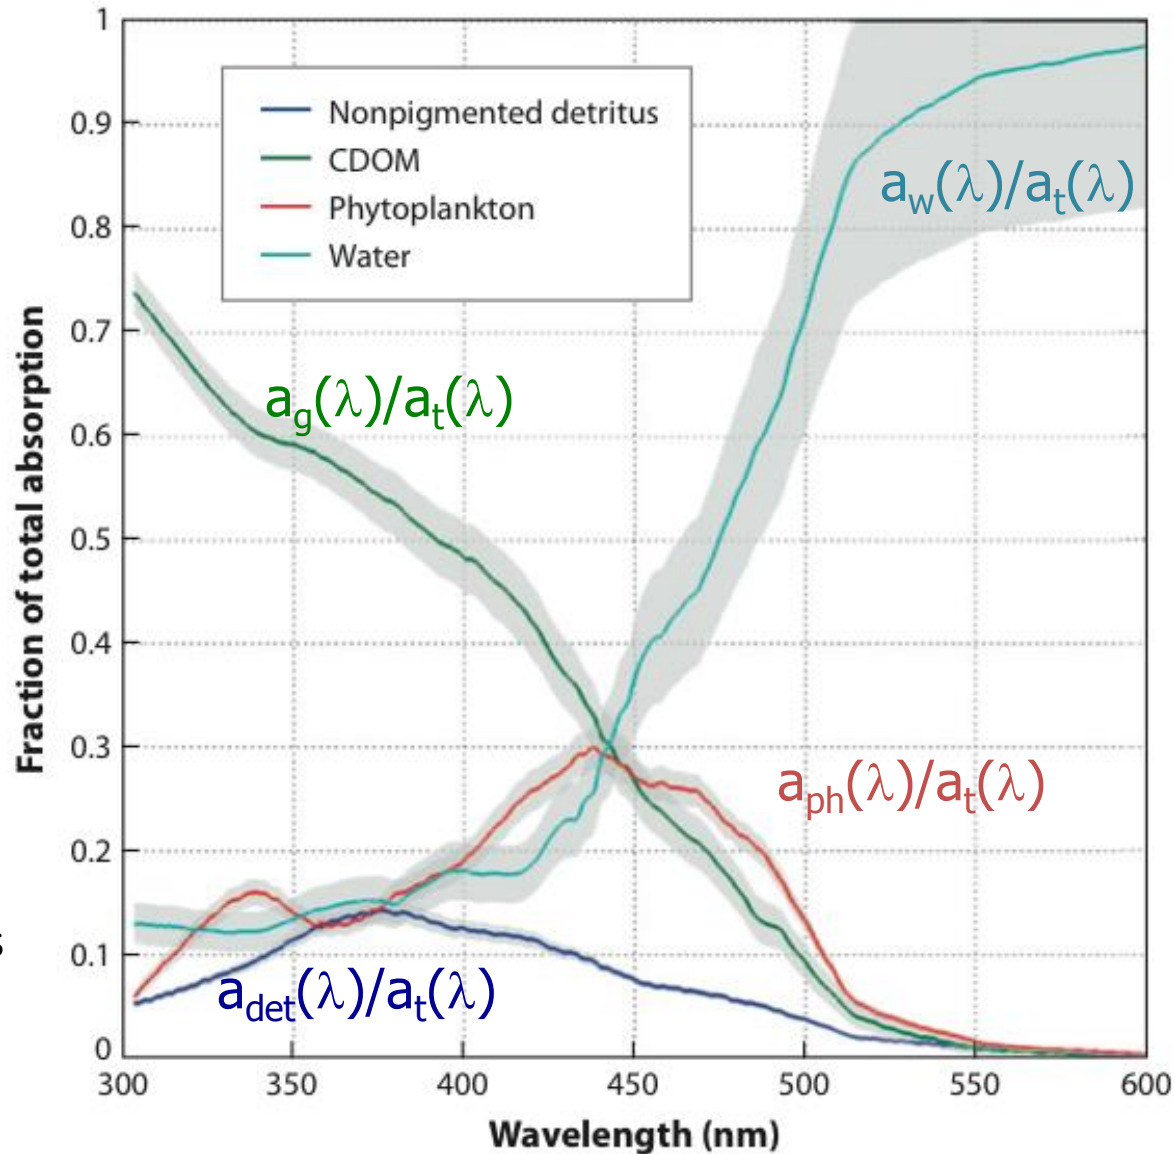 1
0.9
0.8
0.7
0.6
0.5
0.4
0.3
0.2
0.1
0
Fraction of total absorption
Nonpigmented detritus
CDOM
Phytoplankton
Water
a_w(λ)/a_t(λ)
a_g(λ)/a_t(λ)
a_ph(λ)/a_t(λ)
a_det(λ)/a_t(λ)
s
300 350 400 450 500 550 600
Wavelength (nm)